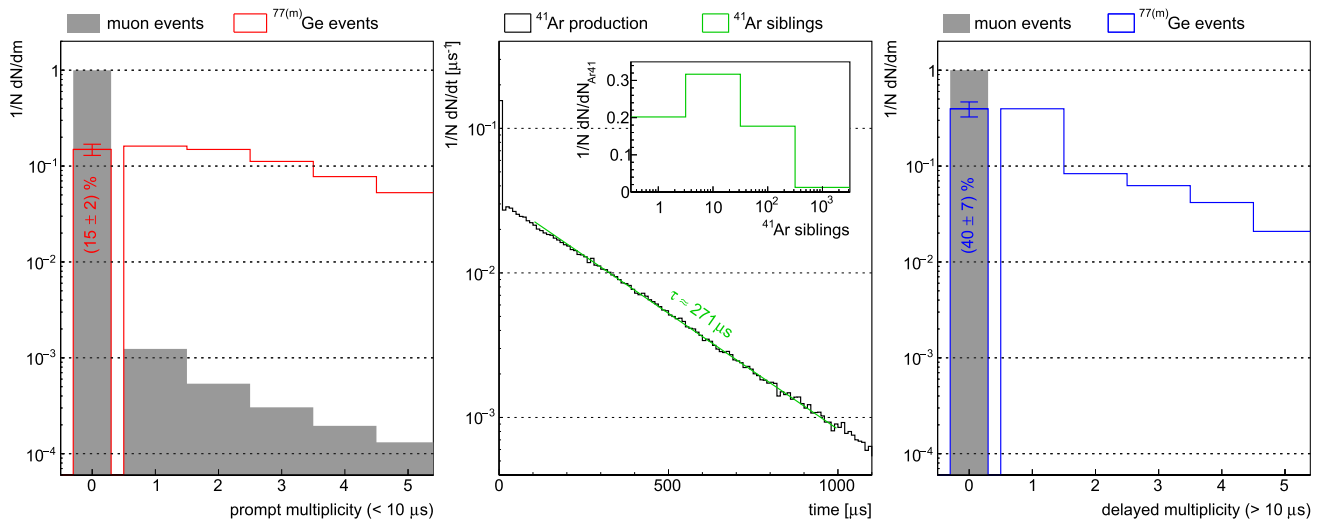 muon events
77(m)Ge events
1/N dN/dm
1
10⁻¹
10⁻²
10⁻³
10⁻⁴
(15 ± 2) %
0 1 2 3 4 5
prompt multiplicity (< 10 μs)
41Ar production
41Ar siblings
1/N dN/dt [μs⁻¹]
10⁻¹
10⁻²
10⁻³
1/N dN/dN_Ar41
0.3
0.2
0.1
0
1 10 10² 10³
41Ar siblings
τ ≈ 271 μs
0 500 1000
time [μs]
muon events
77(m)Ge events
1/N dN/dm
1
10⁻¹
10⁻²
10⁻³
10⁻⁴
(40 ± 7) %
0 1 2 3 4 5
delayed multiplicity (> 10 μs)